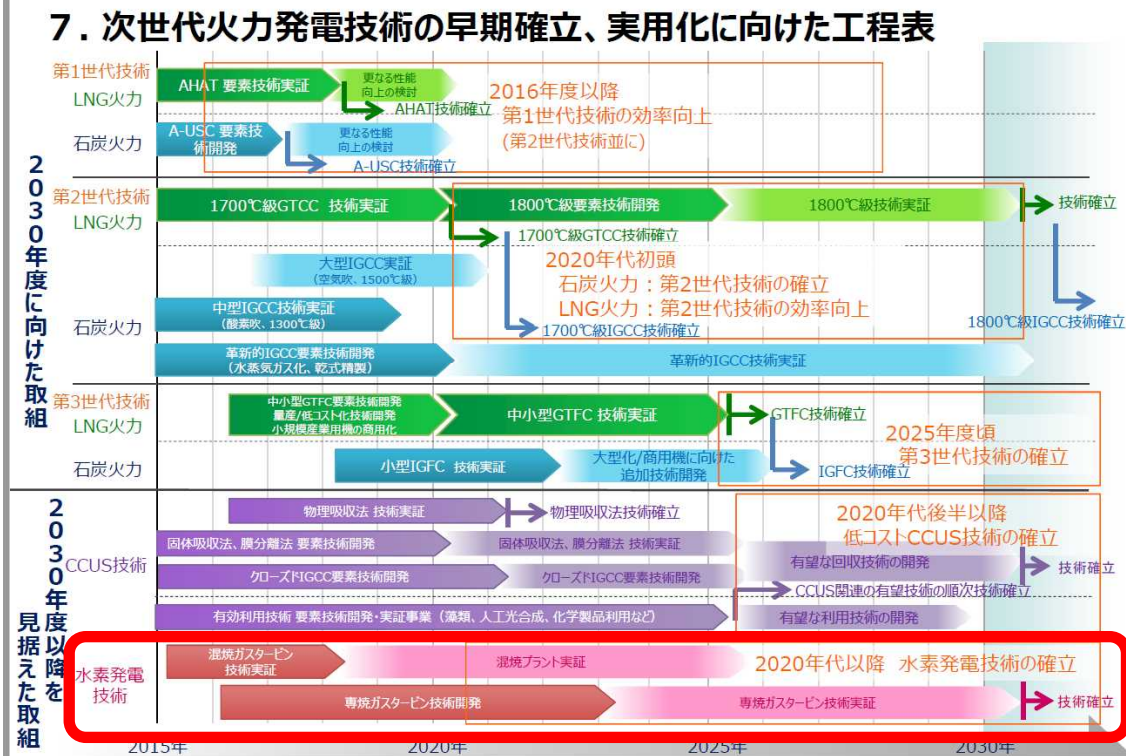 7. 次世代火力発電技術の早期確立、実用化に向けた工程表
2030年度に向けた取組
第1世代技術
LNG火力
AHAT 要素技術実証
更なる性能
向上の検討
AHAT技術確立
2016年度以降
第1世代技術の効率向上
(第2世代技術並に)
石炭火力
A-USC 要素技
術開発
更なる性能
向上の検討
A-USC技術確立
第2世代技術
LNG火力
1700℃級GTCC 技術実証
1800℃級要素技術開発
1800℃級技術実証
技術確立
1700℃級GTCC技術確立
2020年代初頭
石炭火力：第2世代技術の確立
LNG火力：第2世代技術の効率向上
石炭火力
大型IGCC実証
(空気吹、1500℃級)
中型IGCC技術実証
(酸素吹、1300℃級)
1700℃級IGCC技術確立
1800℃級IGCC技術確立
革新的IGCC要素技術開発
(水蒸気ガス化、乾式精製)
革新的IGCC技術実証
第3世代技術
LNG火力
中小型GTFC要素技術開発
量産/低コスト化技術開発
小規模産業用機の商用化
中小型GTFC 技術実証
GTFC技術確立
2025年度頃
第3世代技術の確立
石炭火力
小型IGFC 技術実証
大型化/商用機に向けた
追加技術開発
IGFC技術確立
2030年度以降を
見据えた取組
CCUS技術
物理吸収法 技術実証
物理吸収法技術確立
2020年代後半以降
低コストCCUS技術の確立
固体吸収法、膜分離法 要素技術開発
固体吸収法、膜分離法 技術実証
有望な回収技術の開発
技術確立
クローズドIGCC要素技術開発
クローズドIGCC要素技術開発
CCUS関連の有望技術の順次技術確立
有効利用技術 要素技術開発・実証事業（藻類、人工光合成、化学製品利用など）
有望な利用技術の開発
水素発電
技術
混焼ガスタービン
技術実証
混焼プラント実証
2020年代以降 水素発電技術の確立
専焼ガスタービン技術開発
専焼ガスタービン技術実証
技術確立
2015年
2020年
2025年
2030年